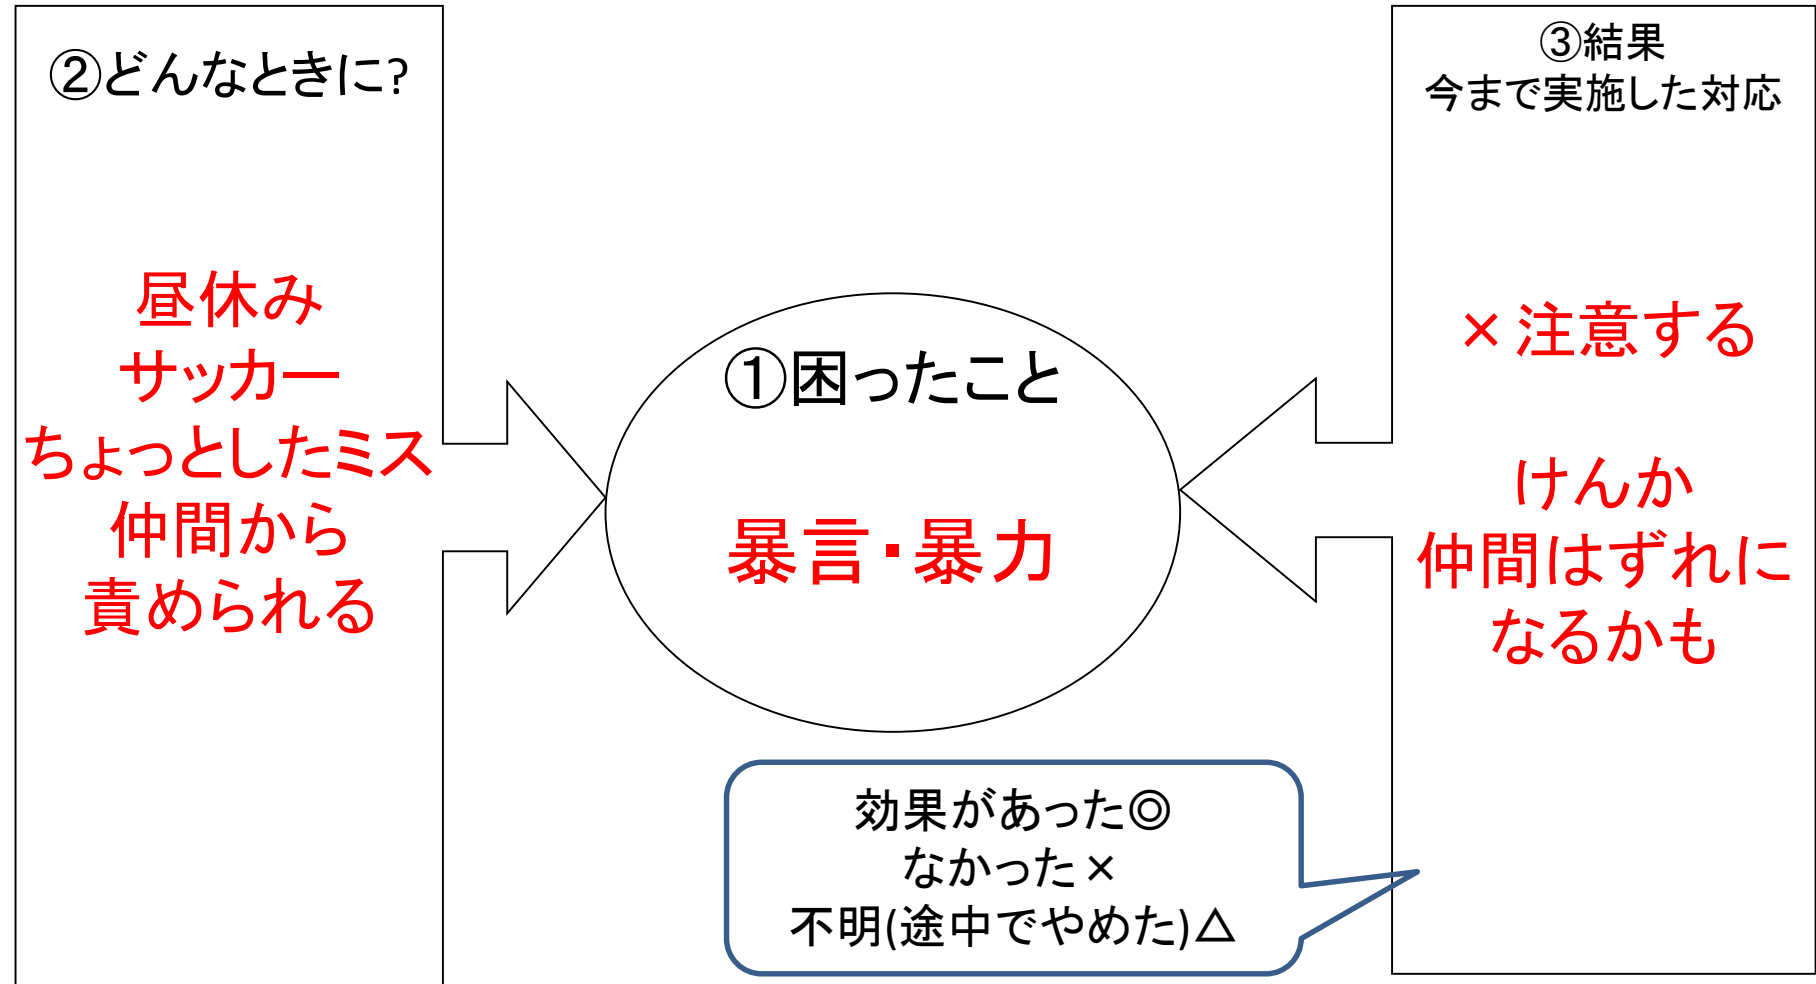 ②どんなときに?
昼休み
サッカー
ちょっとしたミス
仲間から
責められる
①困ったこと
暴言・暴力
③結果
今まで実施した対応
×注意する
けんか
仲間はずれに
なるかも
効果があった◎
なかった×
不明(途中でやめた)△